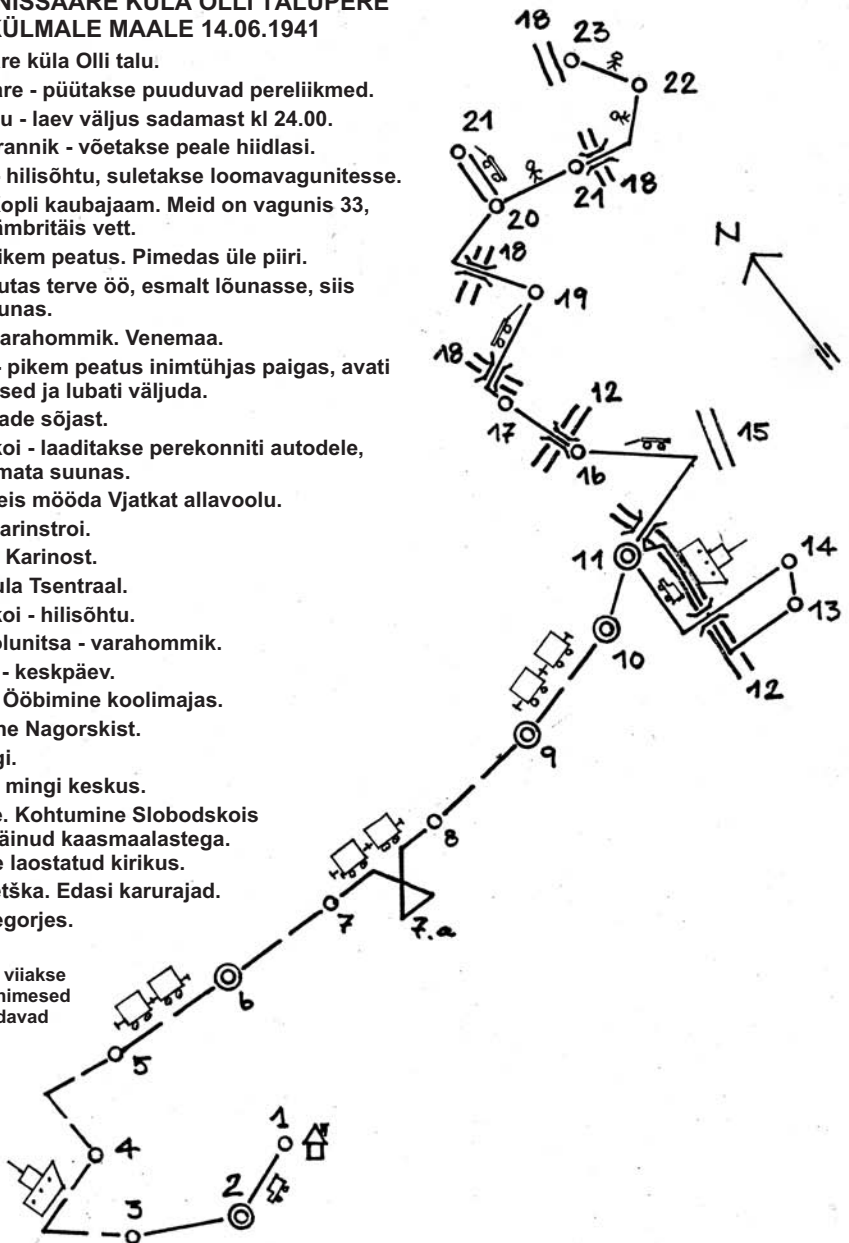 NISSAARE KÜLA OLLI TALUPERE
KÜLMALE MAALE 14.06.1941
re küla Olli talu.
are - püütakse puuduvad pereliikmed.
u - laev väljus sadamast kl 24.00.
rannik - võetakse peale hiidlasi.
hilisõhtu, suletakse loomavagunitesse.
Kopli kaubajaam. Meid on vagunis 33,
ämbritäis vett.
ikem peatus. Pimedas üle piiri.
utas terve öö, esmalt lõunasse, siis
unas.
varahommik. Venemaa.
- pikem peatus inimtühjas paigas, avati
sed ja lubati väljuda.
ade sõjast.
koi - laaditakse perekonniti autodele,
mata suunas.
eis mööda Vjatkat allavoolu.
arinstroi.
Karinost.
ula Tsentraal.
koi - hilisõhtu.
olunitsa - varahommik.
- keskpäev.
Ööbimine koolimajas.
ne Nagorskist.
gi.
mingi keskus.
e. Kohtumine Slobodskois
äinud kaasmaalastega.
e laostatud kirikus.
etška. Edasi karurajad.
egorjes.
viiakse
nimesed
davad
18
23
22
21
20
21
18
N
18
19
18
12
17
16
15
11
14
13
10
12
9
8
7
7.a
6
5
4
1
2
3